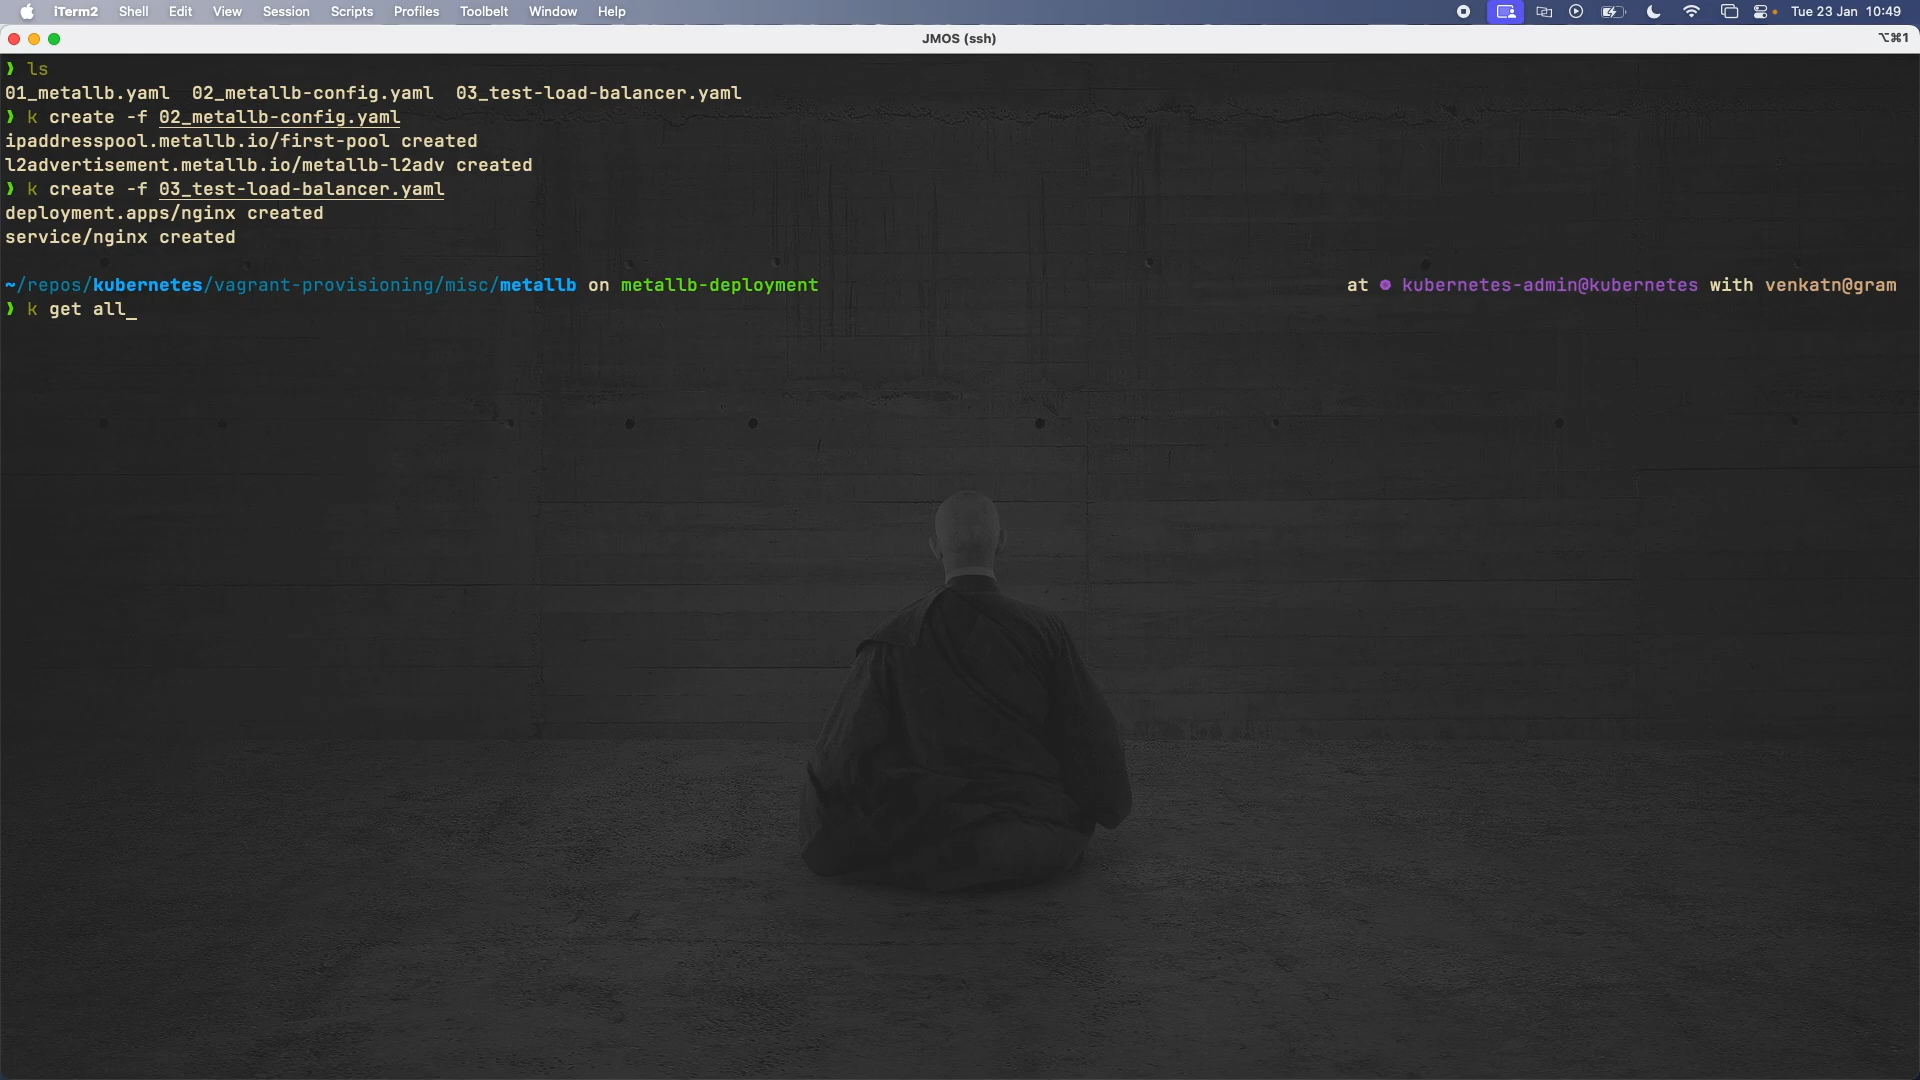 iTerm2 Shell Edit View Session Scripts Profiles Toolbelt Window Help Tue 23 Jan 10:49
JMOS (ssh) ⌥⌘1
❱ ls
01_metallb.yaml 02_metallb-config.yaml 03_test-load-balancer.yaml
❱ k create -f 02_metallb-config.yaml
ipaddresspool.metallb.io/first-pool created
l2advertisement.metallb.io/metallb-l2adv created
❱ k create -f 03_test-load-balancer.yaml
deployment.apps/nginx created
service/nginx created
~/repos/kubernetes/vagrant-provisioning/misc/metallb on metallb-deployment at kubernetes-admin@kubernetes with venkatn@gram
❱ k get all_